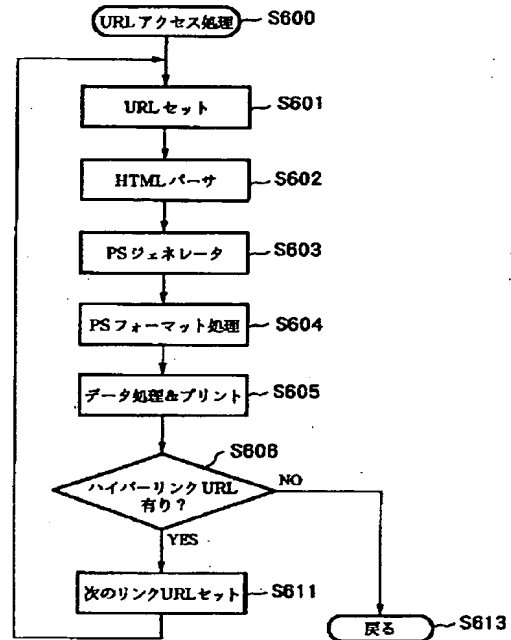 URLアクセス処理 S600
URLセット S601
HTMLパーサ S602
PSジェネレータ S603
PSフォーマット処理 S604
データ処理&プリント S605
S606
ハイパーリンクURL
有り?
NO
YES
次のリンクURLセット S611
戻る S613